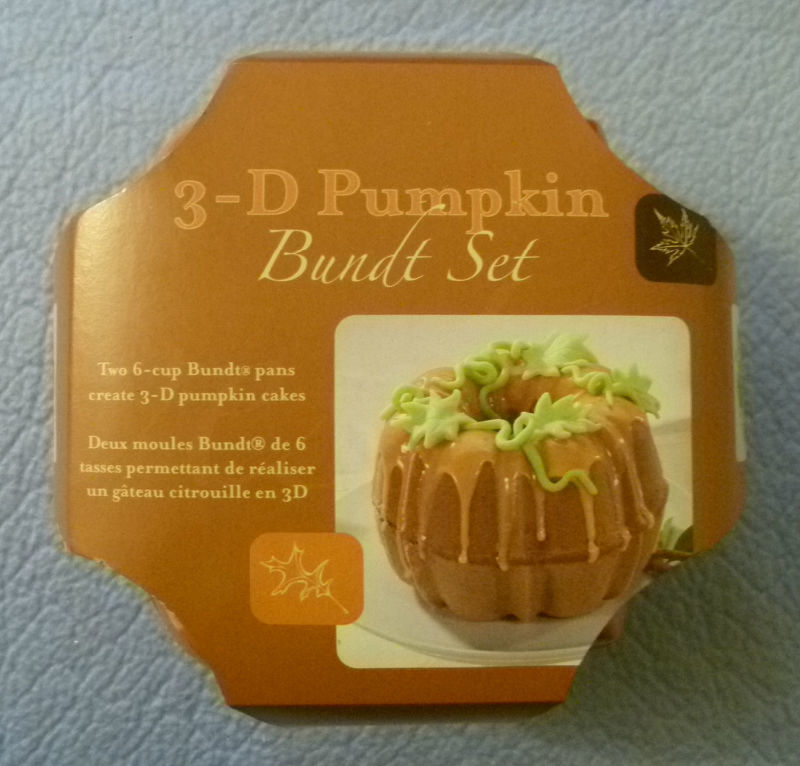 3-D Pumpkin
Bundt Set
Two 6-cup Bundt® pans
create 3-D pumpkin cakes
Deux moules Bundt® de 6
tasses permettant de réaliser
un gâteau citrouille en 3D